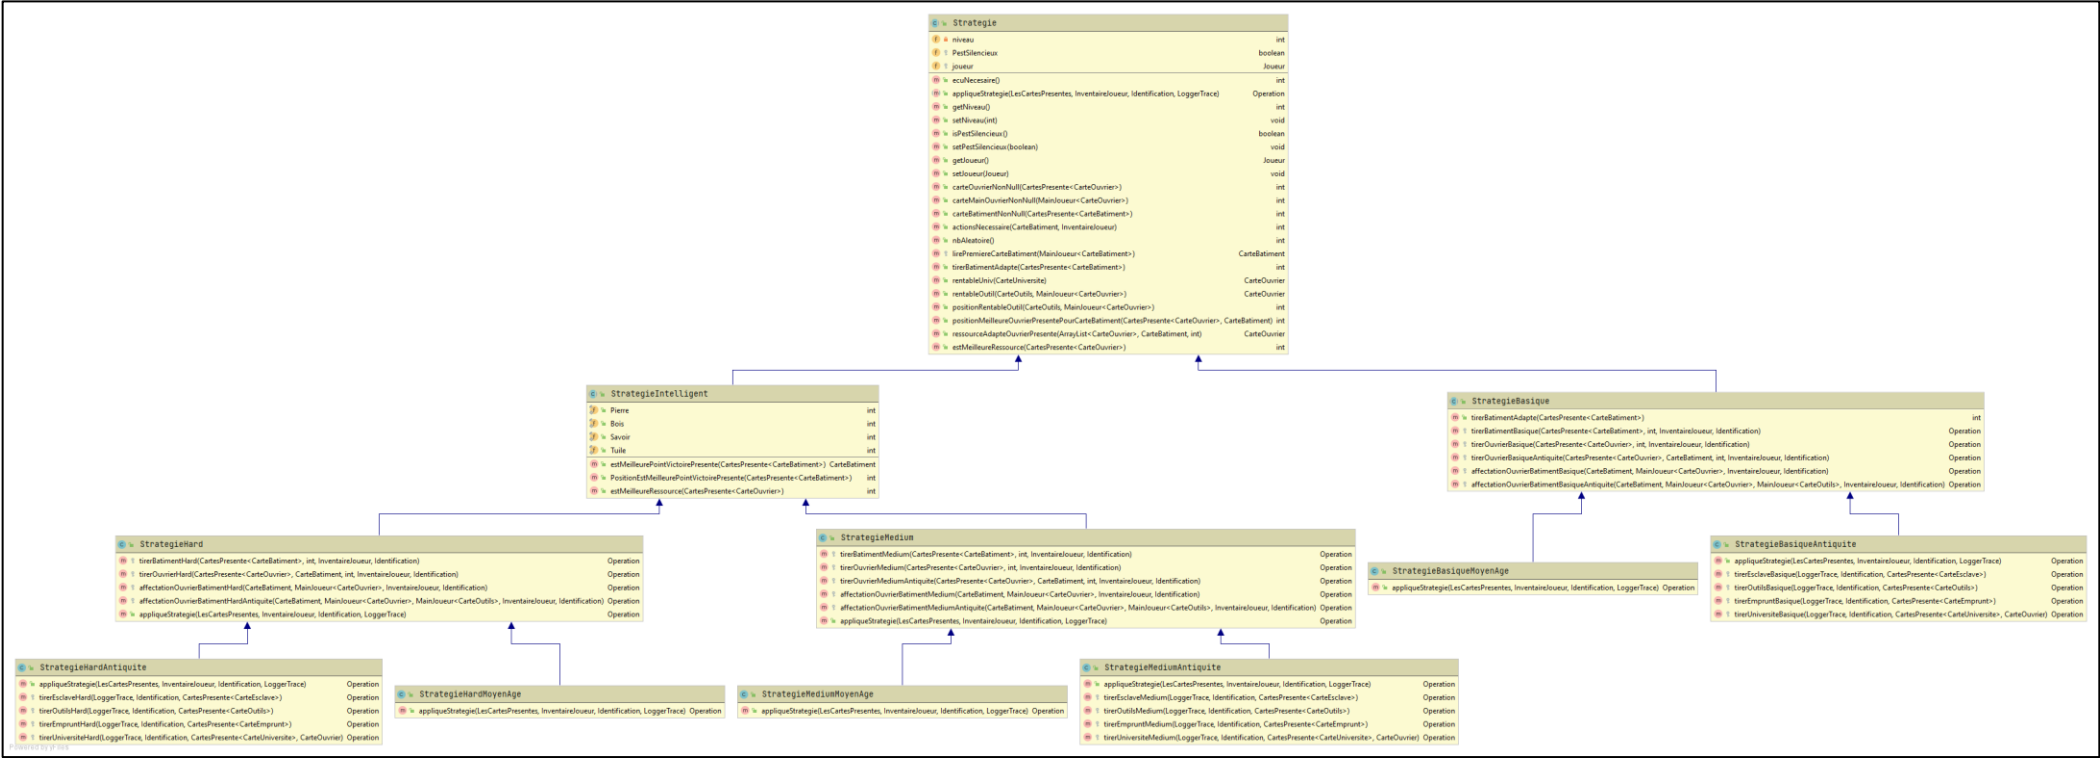 Strategie
niveau int
PestSilencieux boolean
joueur Joueur
ecuNecesaire() int
appliqueStrategie(LesCartesPresentes, InventaireJoueur, Identification, LoggerTrace) Operation
getNiveau() int
setNiveau(int) void
isPestSilencieux() boolean
setPestSilencieux(boolean) void
getJoueur() Joueur
setJoueur(Joueur) void
carteOuvrierNonNull(CartesPresente<CarteOuvrier>) int
carteMainOuvrierNonNull(MainJoueur<CarteOuvrier>) int
carteBatimentNonNull(CartesPresente<CarteBatiment>) int
actionsNecessaire(CarteBatiment, InventaireJoueur) int
nbAleatoire() int
lirePremiereCarteBatiment(MainJoueur<CarteBatiment>) CarteBatiment
tirerBatimentAdapte(CartesPresente<CarteBatiment>) int
rentableUniv(CarteUniversite) CarteOuvrier
rentableOutil(CarteOutils, MainJoueur<CarteOuvrier>) CarteOuvrier
positionRentableOutil(CarteOutils, MainJoueur<CarteOuvrier>) int
positionMeilleureOuvrierPresentePourCarteBatiment(CartesPresente<CarteOuvrier>, CarteBatiment) int
ressourceAdapteOuvrierPresente(ArrayList<CarteOuvrier>, CarteBatiment, int) CarteOuvrier
estMeilleureRessource(CartesPresente<CarteOuvrier>) int
StrategieIntelligent
Pierre int
Bois int
Savoir int
Tuile int
estMeilleurePointVictoirePresente(CartesPresente<CarteBatiment>) CarteBatiment
PositionEstMeilleurePointVictoirePresente(CartesPresente<CarteBatiment>) int
estMeilleureRessource(CartesPresente<CarteOuvrier>) int
StrategieBasique
tirerBatimentAdapte(CartesPresente<CarteBatiment>) int
tirerBatimentBasique(CartesPresente<CarteBatiment>, int, InventaireJoueur, Identification) Operation
tirerOuvrierBasique(CartesPresente<CarteOuvrier>, int, InventaireJoueur, Identification) Operation
tirerOuvrierBasiqueAntiquite(CartesPresente<CarteOuvrier>, CarteBatiment, int, InventaireJoueur, Identification) Operation
affectationOuvrierBatimentBasique(CarteBatiment, MainJoueur<CarteOuvrier>, InventaireJoueur, Identification) Operation
affectationOuvrierBatimentBasiqueAntiquite(CarteBatiment, MainJoueur<CarteOuvrier>, MainJoueur<CarteOutils>, InventaireJoueur, Identification) Operation
StrategieHard
tirerBatimentHard(CartesPresente<CarteBatiment>, int, InventaireJoueur, Identification) Operation
tirerOuvrierHard(CartesPresente<CarteOuvrier>, CarteBatiment, int, InventaireJoueur, Identification) Operation
affectationOuvrierBatimentHard(CarteBatiment, MainJoueur<CarteOuvrier>, InventaireJoueur, Identification) Operation
affectationOuvrierBatimentHardAntiquite(CarteBatiment, MainJoueur<CarteOuvrier>, MainJoueur<CarteOutils>, InventaireJoueur, Identification) Operation
appliqueStrategie(LesCartesPresentes, InventaireJoueur, Identification, LoggerTrace) Operation
StrategieMedium
tirerBatimentMedium(CartesPresente<CarteBatiment>, int, InventaireJoueur, Identification) Operation
tirerOuvrierMedium(CartesPresente<CarteOuvrier>, int, InventaireJoueur, Identification) Operation
tirerOuvrierMediumAntiquite(CartesPresente<CarteOuvrier>, CarteBatiment, int, InventaireJoueur, Identification) Operation
affectationOuvrierBatimentMedium(CarteBatiment, MainJoueur<CarteOuvrier>, InventaireJoueur, Identification) Operation
affectationOuvrierBatimentMediumAntiquite(CarteBatiment, MainJoueur<CarteOuvrier>, MainJoueur<CarteOutils>, InventaireJoueur, Identification) Operation
appliqueStrategie(LesCartesPresentes, InventaireJoueur, Identification, LoggerTrace) Operation
StrategieBasiqueMoyenAge
appliqueStrategie(LesCartesPresentes, InventaireJoueur, Identification, LoggerTrace) Operation
StrategieBasiqueAntiquite
appliqueStrategie(LesCartesPresentes, InventaireJoueur, Identification, LoggerTrace) Operation
tirerEsclaveBasique(LoggerTrace, Identification, CartesPresente<CarteEsclave>) Operation
tirerOutilsBasique(LoggerTrace, Identification, CartesPresente<CarteOutils>) Operation
tirerEmpruntBasique(LoggerTrace, Identification, CartesPresente<CarteEmprunt>) Operation
tirerUniversiteBasique(LoggerTrace, Identification, CartesPresente<CarteUniversite>, CarteOuvrier) Operation
StrategieHardAntiquite
appliqueStrategie(LesCartesPresentes, InventaireJoueur, Identification, LoggerTrace) Operation
tirerEsclaveHard(LoggerTrace, Identification, CartesPresente<CarteEsclave>) Operation
tirerOutilsHard(LoggerTrace, Identification, CartesPresente<CarteOutils>) Operation
tirerEmpruntHard(LoggerTrace, Identification, CartesPresente<CarteEmprunt>) Operation
tirerUniversiteHard(LoggerTrace, Identification, CartesPresente<CarteUniversite>, CarteOuvrier) Operation
StrategieHardMoyenAge
appliqueStrategie(LesCartesPresentes, InventaireJoueur, Identification, LoggerTrace) Operation
StrategieMediumMoyenAge
appliqueStrategie(LesCartesPresentes, InventaireJoueur, Identification, LoggerTrace) Operation
StrategieMediumAntiquite
appliqueStrategie(LesCartesPresentes, InventaireJoueur, Identification, LoggerTrace) Operation
tirerEsclaveMedium(LoggerTrace, Identification, CartesPresente<CarteEsclave>) Operation
tirerOutilsMedium(LoggerTrace, Identification, CartesPresente<CarteOutils>) Operation
tirerEmpruntMedium(LoggerTrace, Identification, CartesPresente<CarteEmprunt>) Operation
tirerUniversiteMedium(LoggerTrace, Identification, CartesPresente<CarteUniversite>, CarteOuvrier) Operation
Powered by yFiles